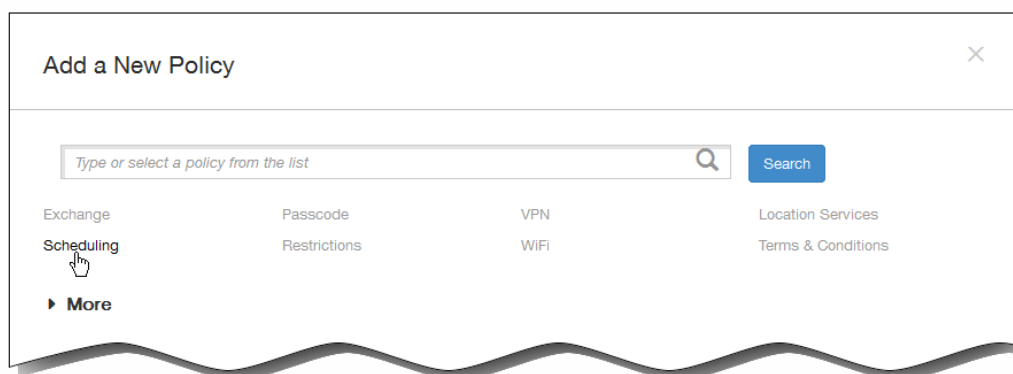 Add a New Policy
Type or select a policy from the list
Search
Exchange Passcode VPN Location Services
Scheduling Restrictions WiFi Terms & Conditions
More